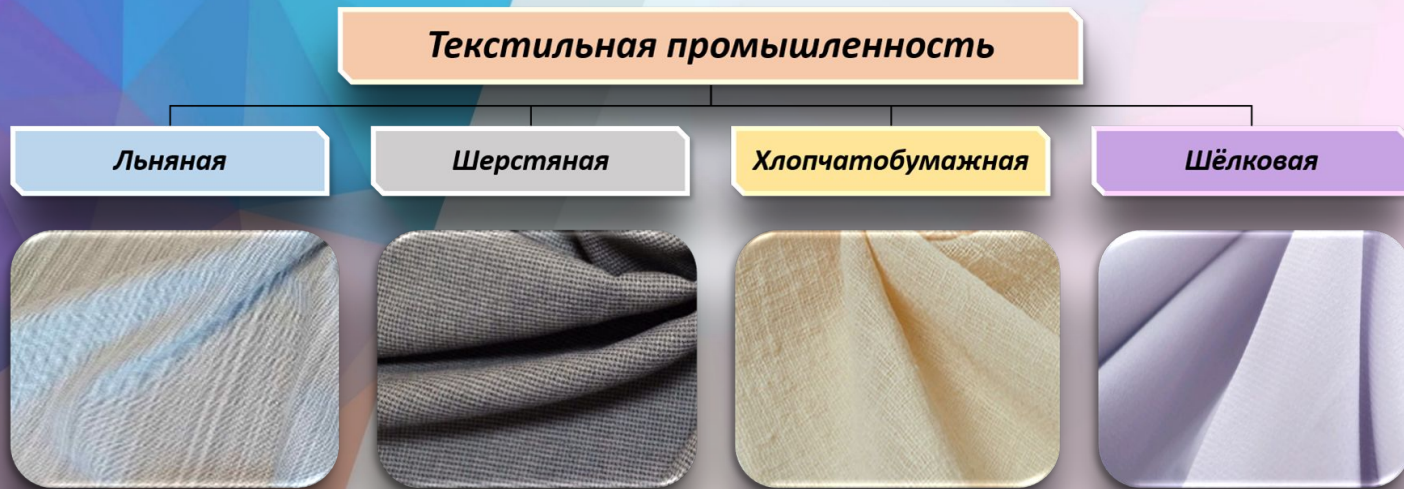 Текстильная промышленность
Льняная
Шерстяная
Хлопчатобумажная
Шёлковая